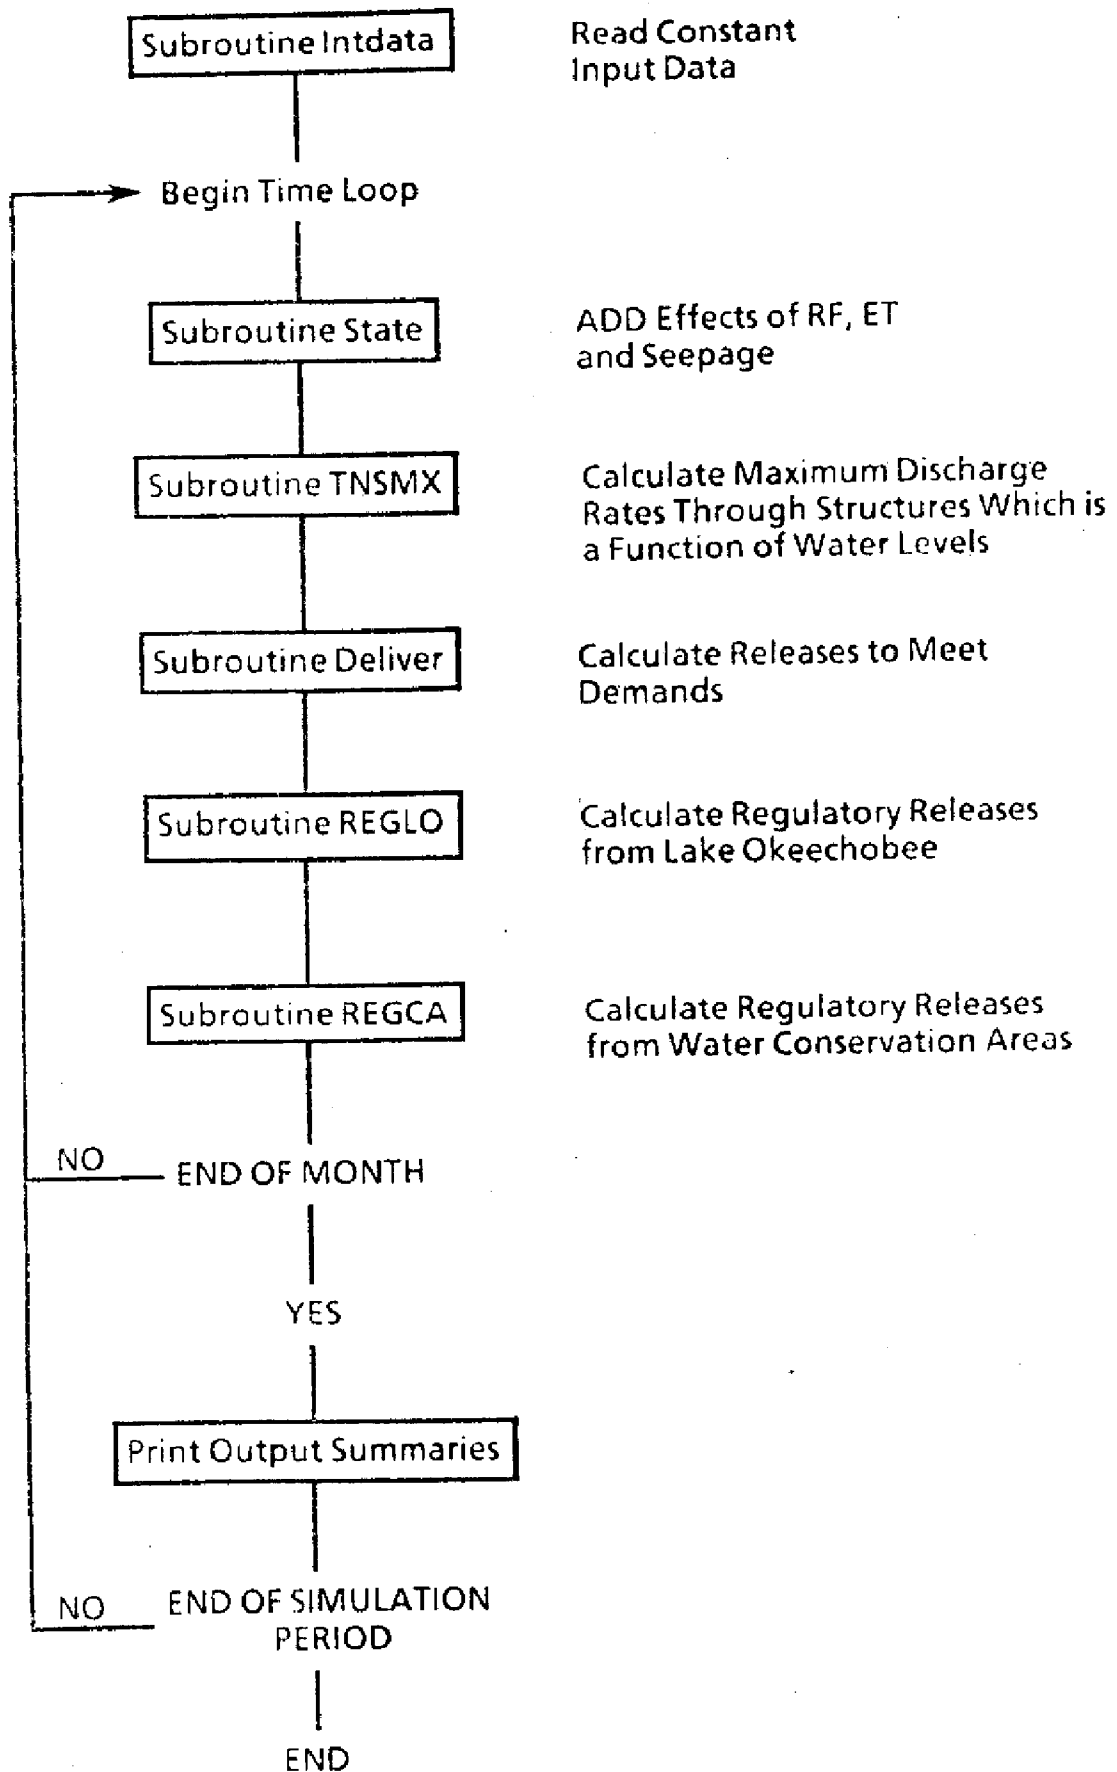 Subroutine Intdata
Read Constant
Input Data
Begin Time Loop
Subroutine State
ADD Effects of RF, ET
and Seepage
Subroutine TNSMX
Calculate Maximum Discharge
Rates Through Structures Which is
a Function of Water Levels
Subroutine Deliver
Calculate Releases to Meet
Demands
Subroutine REGLO
Calculate Regulatory Releases
from Lake Okeechobee
Subroutine REGCA
Calculate Regulatory Releases
from Water Conservation Areas
NO
END OF MONTH
YES
Print Output Summaries
NO
END OF SIMULATION
PERIOD
END